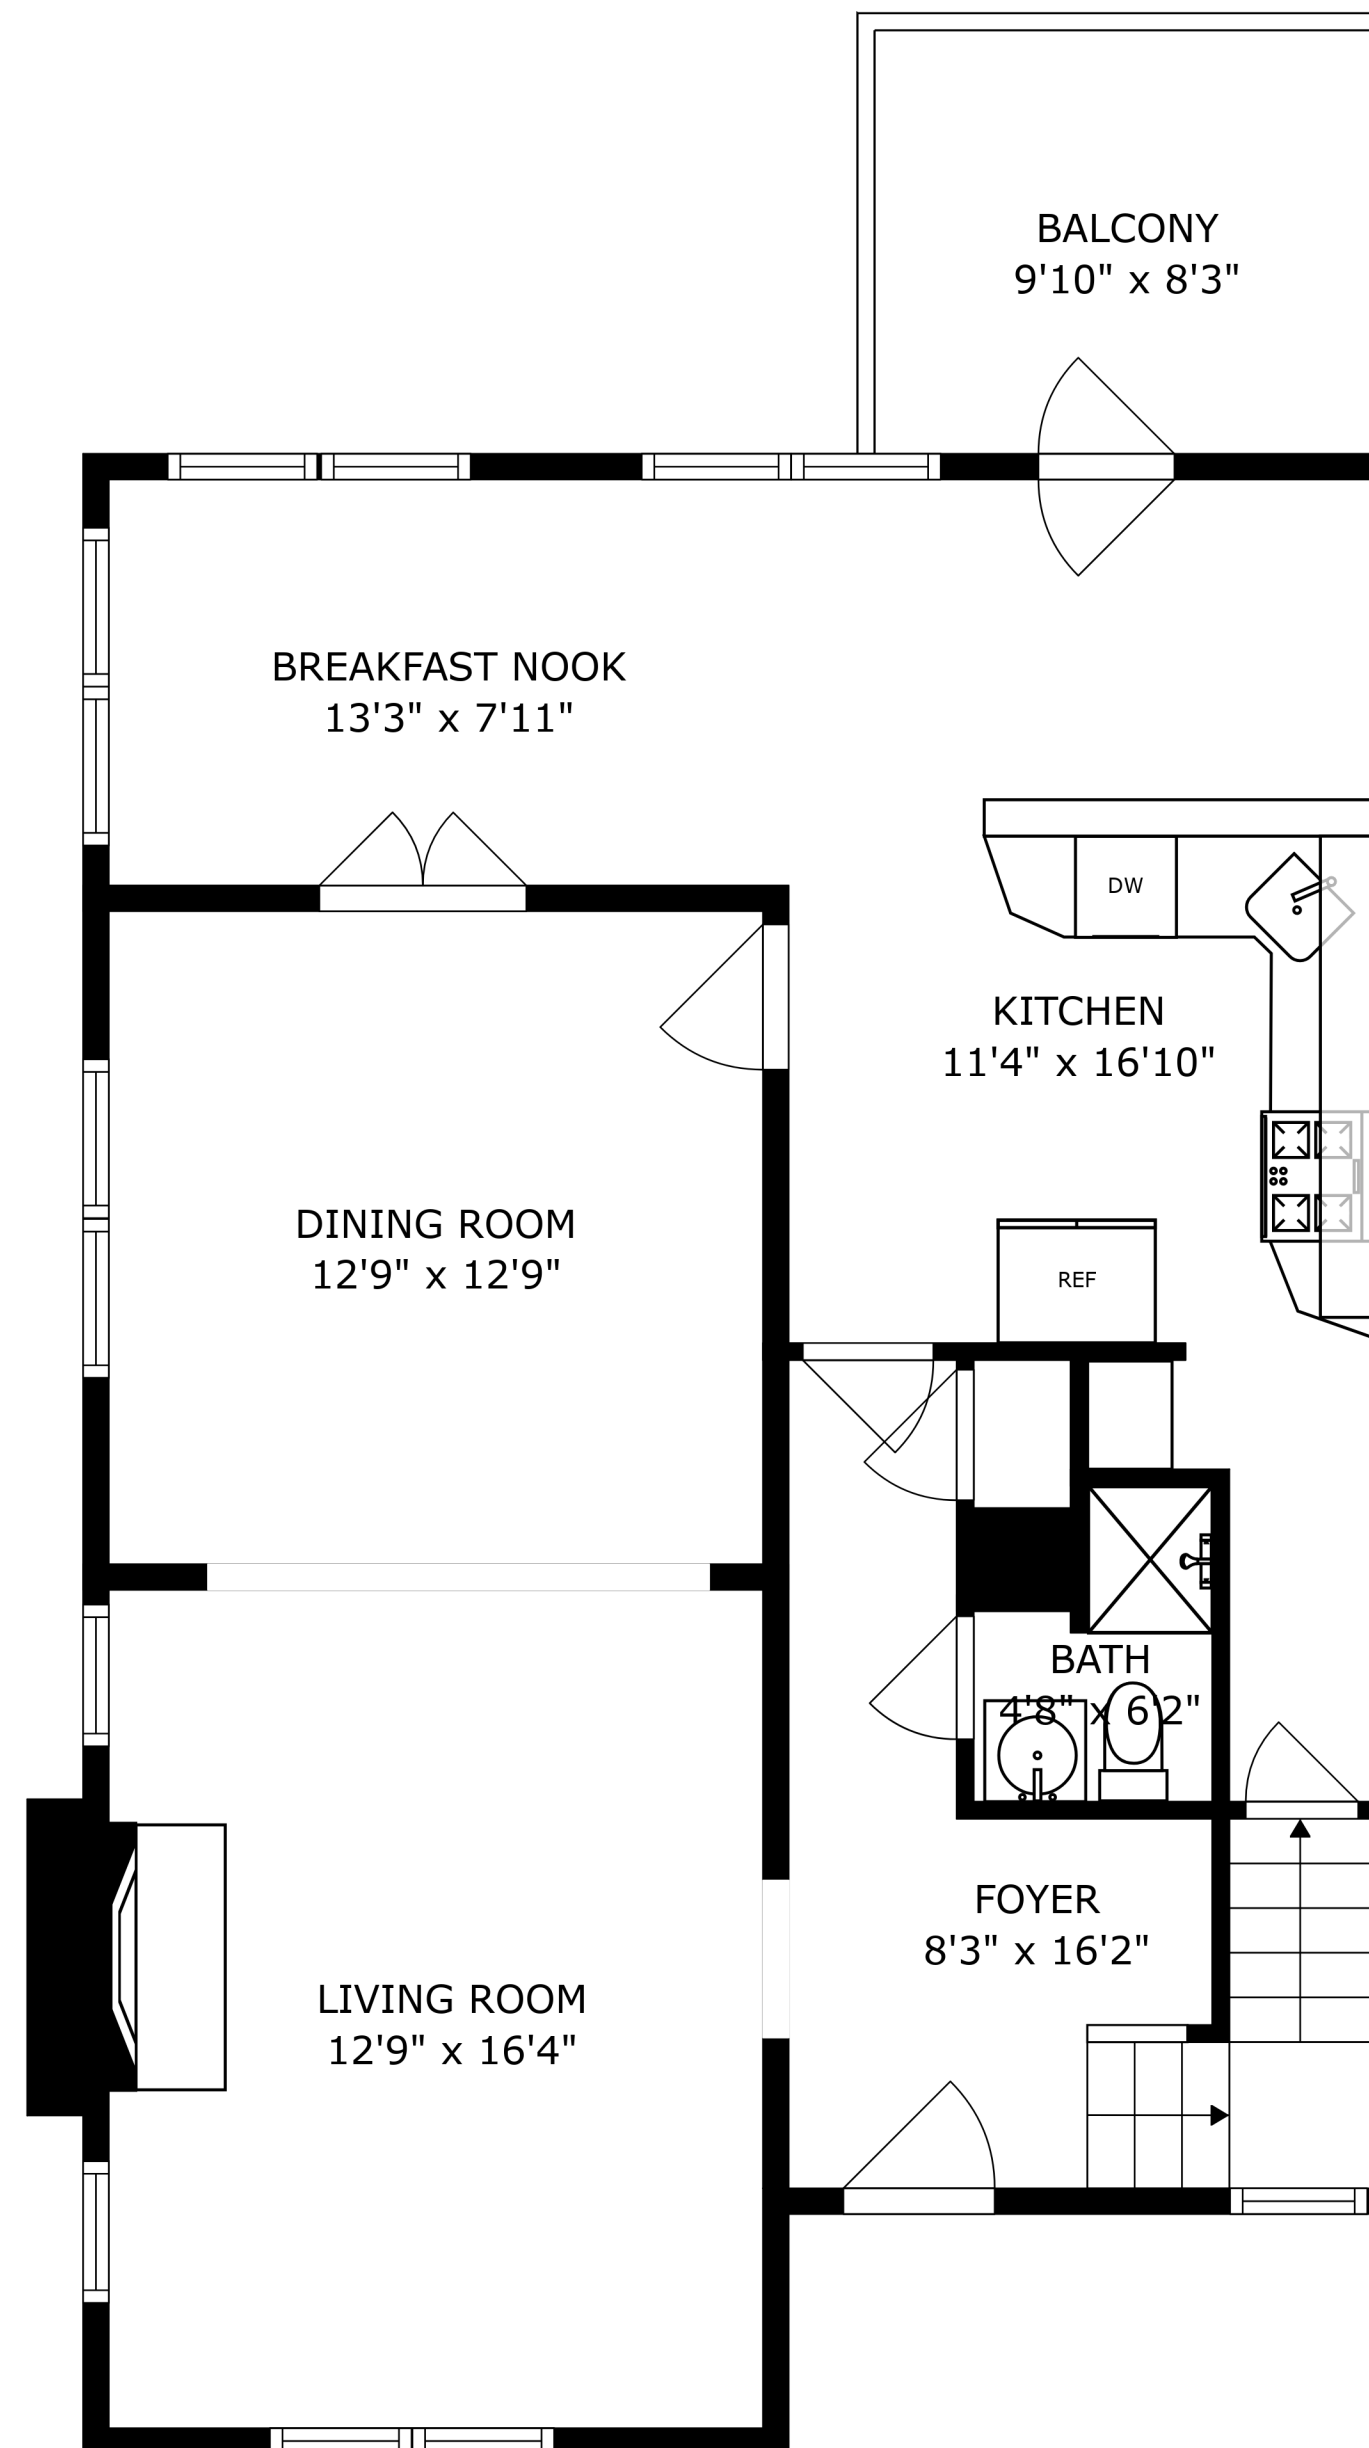 BALCONY
9'10" x 8'3"
BREAKFAST NOOK
13'3" x 7'11"
DW
KITCHEN
11'4" x 16'10"
DINING ROOM
12'9" x 12'9"
REF
BATH
4'8" x 6'2"
FOYER
8'3" x 16'2"
LIVING ROOM
12'9" x 16'4"